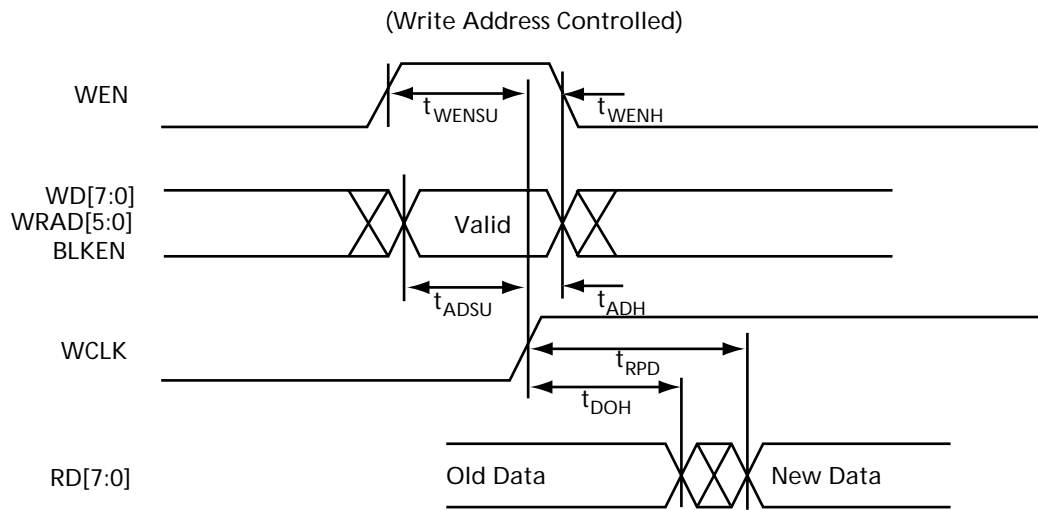 (Write Address Controlled)
WEN
tWENSU
tWENH
WD[7:0]
WRAD[5:0]
BLKEN
Valid
tADSU
tADH
WCLK
tRPD
tDOH
RD[7:0]
Old Data
New Data